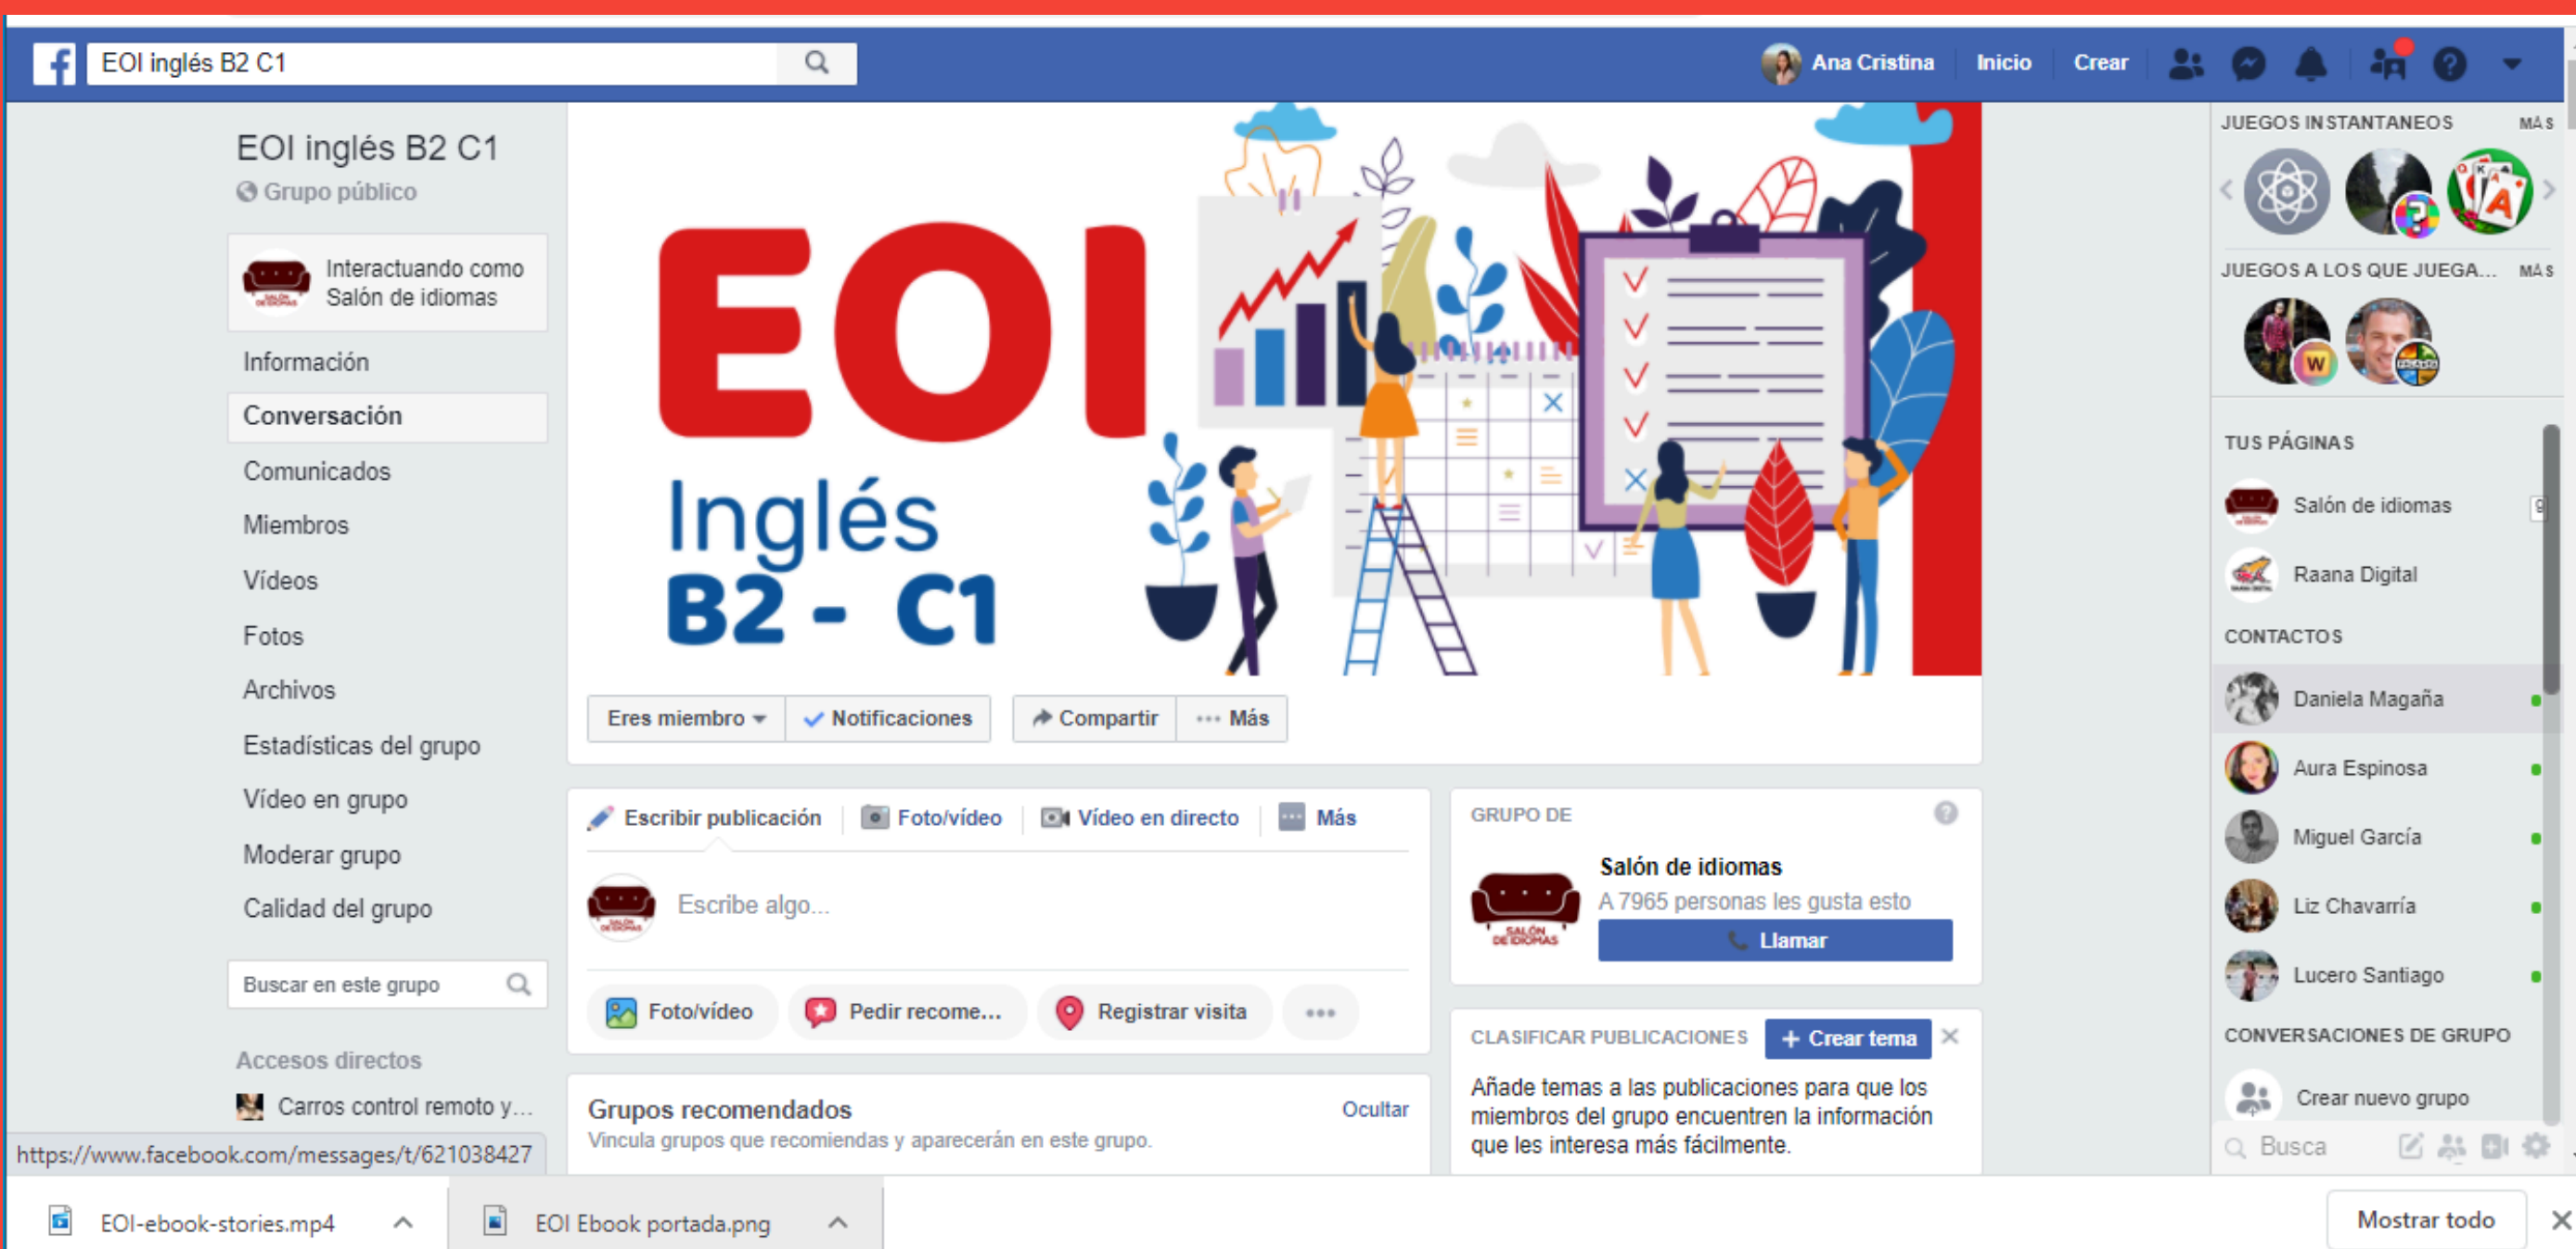 EOI inglés B2 C1
Ana Cristina
Inicio
Crear
EOI inglés B2 C1
Grupo público
Interactuando como
Salón de idiomas
Información
Conversación
Comunicados
Miembros
Vídeos
Fotos
Archivos
Estadísticas del grupo
Vídeo en grupo
Moderar grupo
Calidad del grupo
Buscar en este grupo
Accesos directos
Carros control remoto y...
https://www.facebook.com/messages/t/621038427
EOI
Inglés
B2 - C1
Eres miembro
Notificaciones
Compartir
Más
Escribir publicación
Foto/vídeo
Vídeo en directo
Más
SALÓN
DE IDIOMAS
Escribe algo...
Foto/vídeo
Pedir recome...
Registrar visita
Grupos recomendados
Ocultar
Vincula grupos que recomiendas y aparecerán en este grupo.
GRUPO DE
SALÓN
DE IDIOMAS
Salón de idiomas
A 7965 personas les gusta esto
Llamar
CLASIFICAR PUBLICACIONES
+ Crear tema
Añade temas a las publicaciones para que los
miembros del grupo encuentren la información
que les interesa más fácilmente.
JUEGOS INSTANTANEOS
MÁS
JUEGOS A LOS QUE JUEGA...
MÁS
W
TUS PÁGINAS
Salón de idiomas
9
Raana Digital
CONTACTOS
Daniela Magaña
Aura Espinosa
Miguel García
Liz Chavarría
Lucero Santiago
CONVERSACIONES DE GRUPO
Crear nuevo grupo
Busca
EOI-ebook-stories.mp4
EOI Ebook portada.png
Mostrar todo